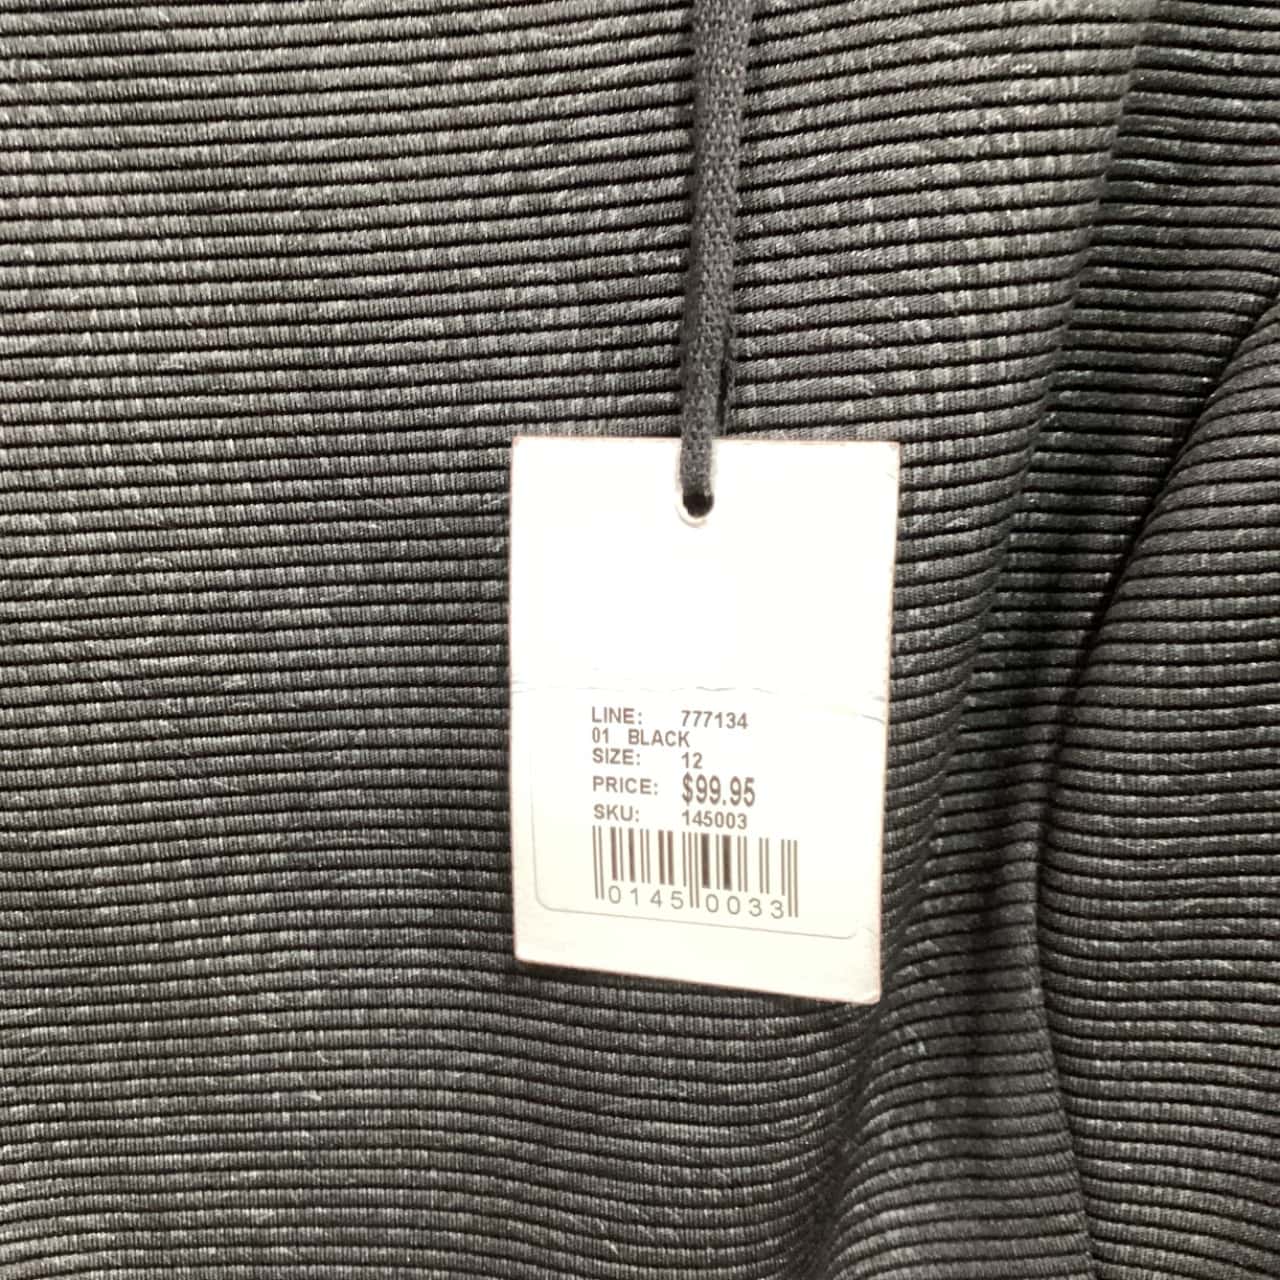 LINE: 777134
01 BLACK
SIZE: 12
PRICE: $99.95
SKU: 145003
0145 0033